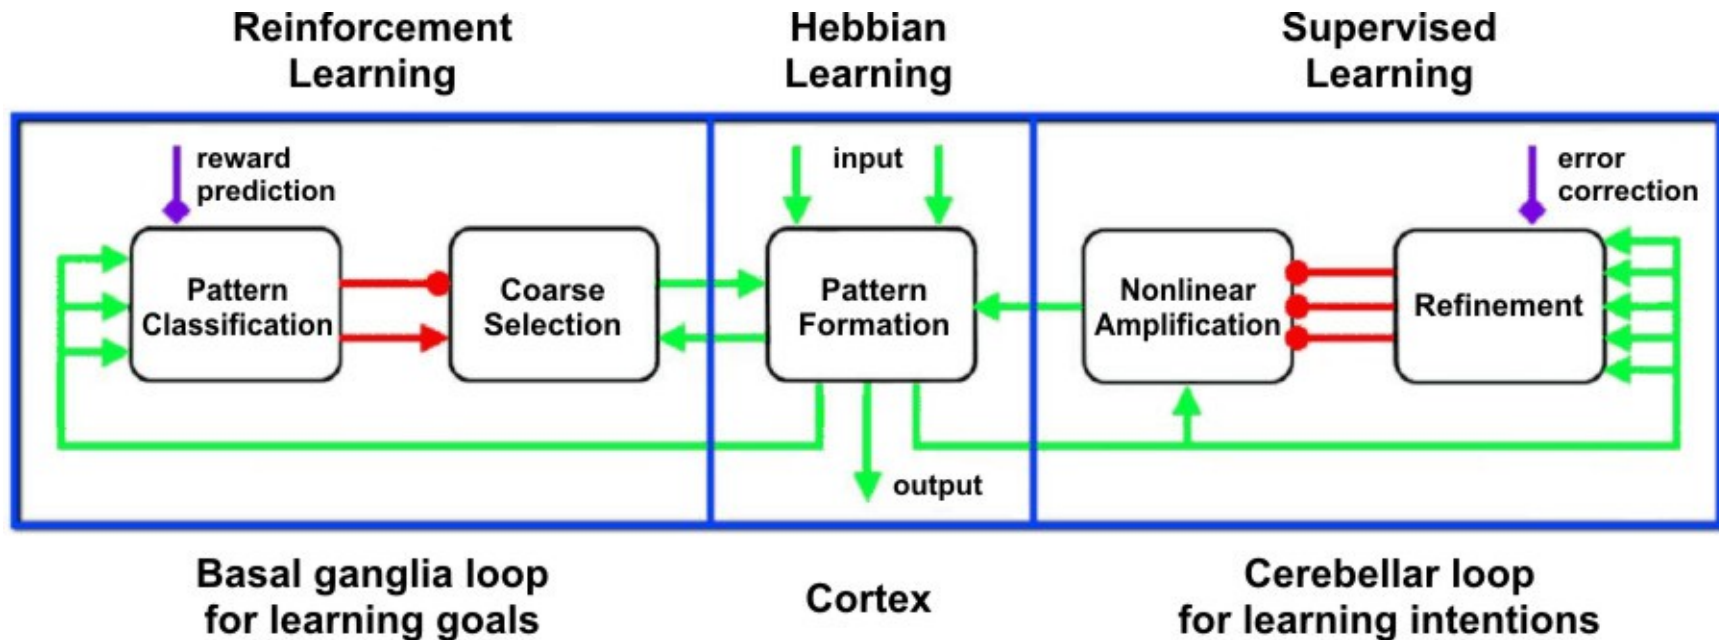 Reinforcement
Learning
Hebbian
Learning
Supervised
Learning
reward
prediction
input
error
correction
Pattern
Classification
Coarse
Selection
Pattern
Formation
Nonlinear
Amplification
Refinement
output
Basal ganglia loop
for learning goals
Cortex
Cerebellar loop
for learning intentions